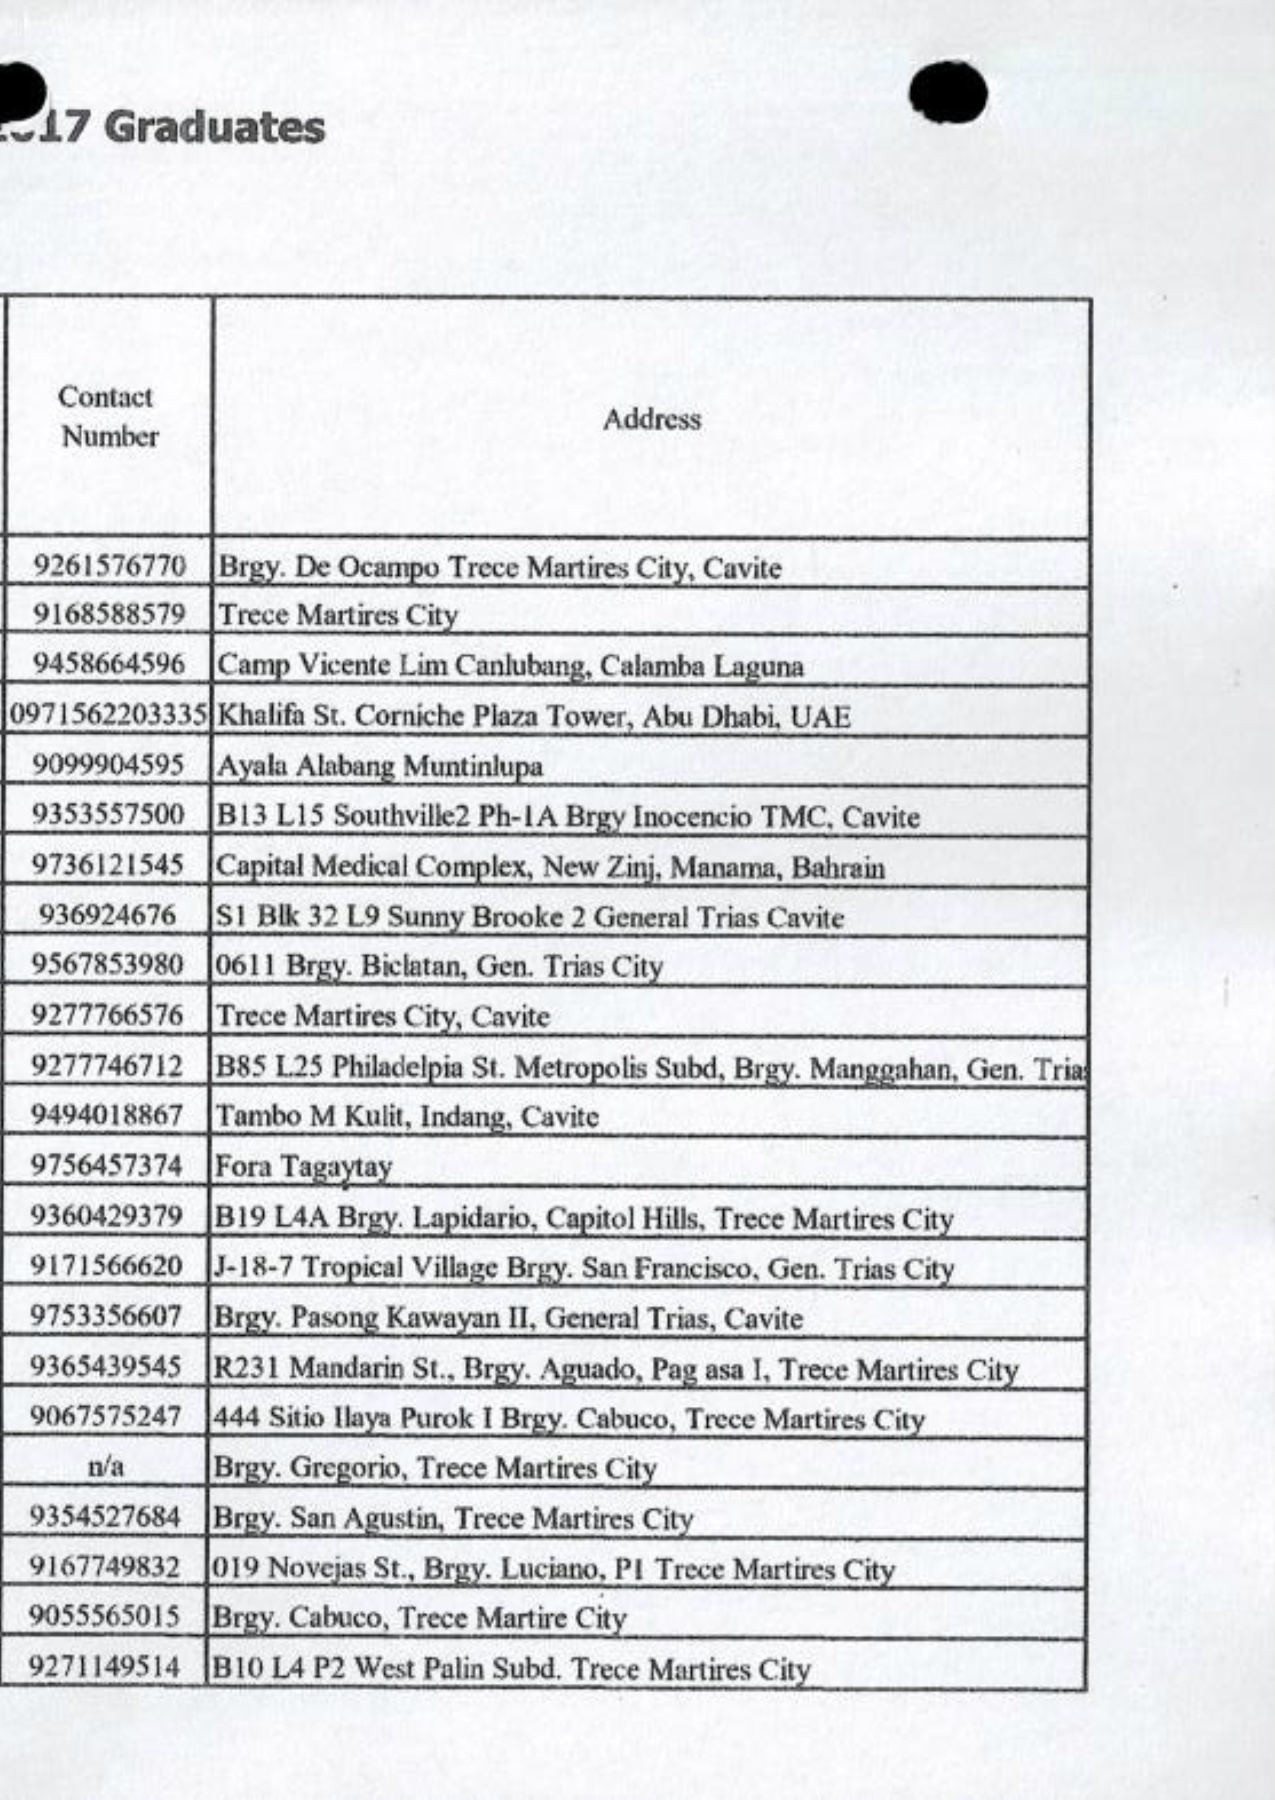 2017 Graduates
Contact
Number
Address
9261576770 Brgy. De Ocampo Trece Martires City, Cavite
9168588579 Trece Martires City
9458664596 Camp Vicente Lim Canlubang, Calamba Laguna
0971562203335 Khalifa St. Corniche Plaza Tower, Abu Dhabi, UAE
9099904595 Ayala Alabang Muntinlupa
9353557500 B13 L15 Southville2 Ph-1A Brgy Inocencio TMC, Cavite
9736121545 Capital Medical Complex, New Zinj, Manama, Bahrain
936924676 S1 Blk 32 L9 Sunny Brooke 2 General Trias Cavite
9567853980 0611 Brgy. Biclatan, Gen. Trias City
9277766576 Trece Martires City, Cavite
9277746712 B85 L25 Philadelpia St. Metropolis Subd, Brgy. Manggahan, Gen. Trias
9494018867 Tambo M Kulit, Indang, Cavite
9756457374 Fora Tagaytay
9360429379 B19 L4A Brgy. Lapidario, Capitol Hills, Trece Martires City
9171566620 J-18-7 Tropical Village Brgy. San Francisco, Gen. Trias City
9753356607 Brgy. Pasong Kawayan II, General Trias, Cavite
9365439545 R231 Mandarin St., Brgy. Aguado, Pag asa I, Trece Martires City
9067575247 444 Sitio Ilaya Purok I Brgy. Cabuco, Trece Martires City
n/a Brgy. Gregorio, Trece Martires City
9354527684 Brgy. San Agustin, Trece Martires City
9167749832 019 Novejas St., Brgy. Luciano, P1 Trece Martires City
9055565015 Brgy. Cabuco, Trece Martire City
9271149514 B10 L4 P2 West Palin Subd. Trece Martires City